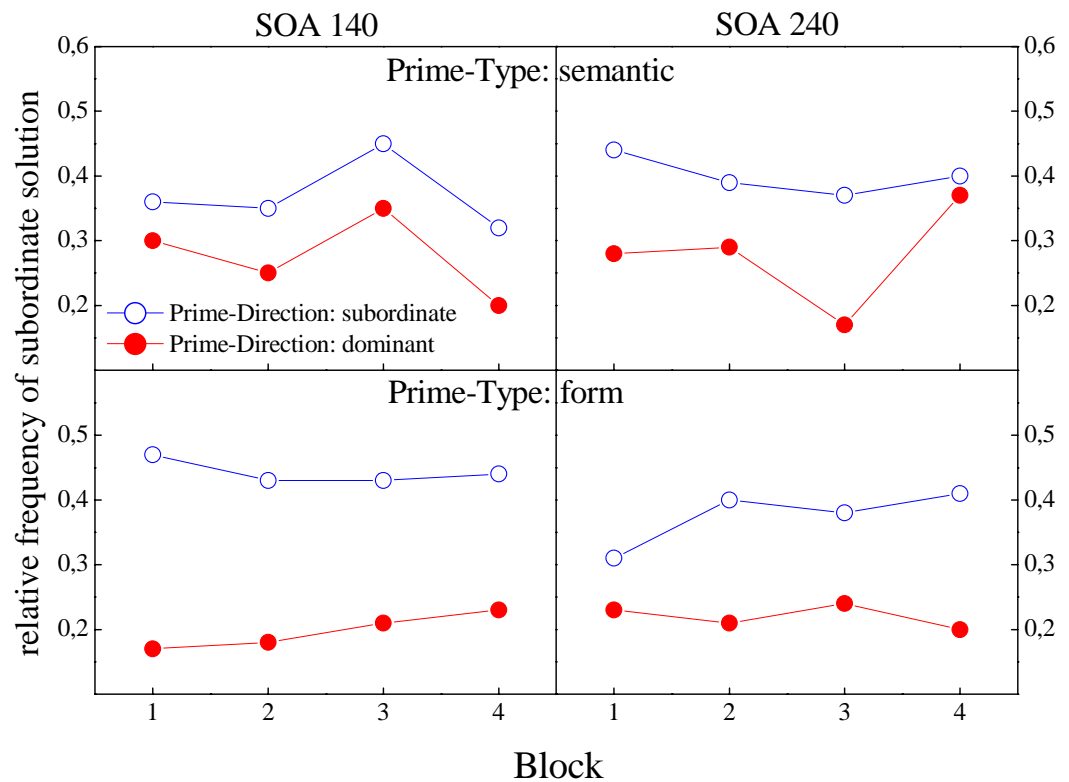 SOA 140
SOA 240
Prime-Type: semantic
0,6
0,5
0,4
0,3
0,2
0,6
0,5
0,4
0,3
0,2
Prime-Direction: subordinate
Prime-Direction: dominant
relative frequency of subordinate solution
Prime-Type: form
0,5
0,4
0,3
0,2
0,5
0,4
0,3
0,2
1 2 3 4
1 2 3 4
Block